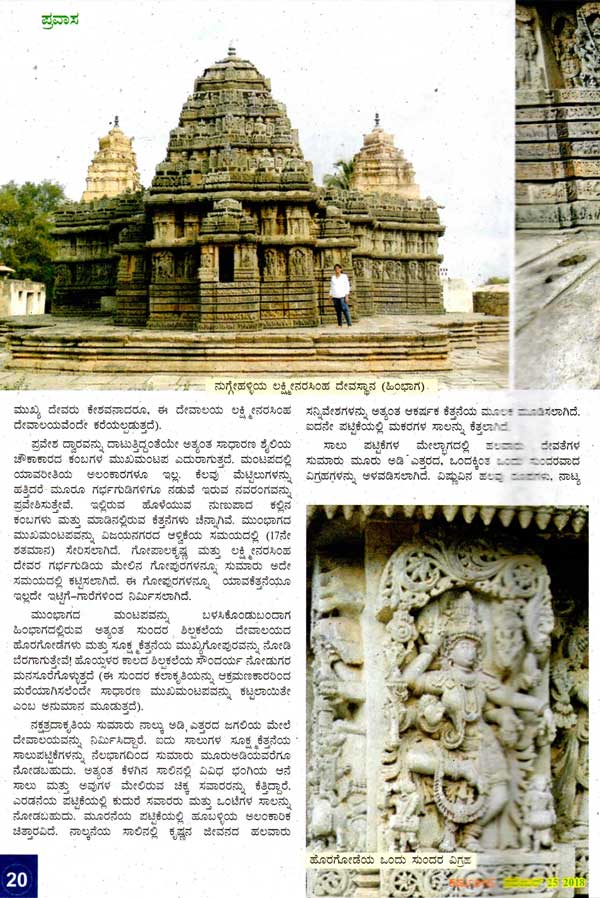 ಪ್ರವಾಸ
ನುಗ್ಗೇಹಳ್ಳಿಯ ಲಕ್ಷ್ಮೀನರಸಿಂಹ ದೇವಸ್ಥಾನ (ಹಿಂಭಾಗ)
ಮುಖ್ಯ ದೇವರು ಕೇಶವನಾದರೂ, ಈ ದೇವಾಲಯ ಲಕ್ಷ್ಮೀನರಸಿಂಹ
ದೇವಾಲಯವೆಂದೇ ಕರೆಯಲ್ಪಡುತ್ತದೆ).
ಪ್ರವೇಶ ದ್ವಾರವನ್ನು ದಾಟುತ್ತಿದ್ದಂತೆಯೇ ಅತ್ಯಂತ ಸಾಧಾರಣ ಶೈಲಿಯ
ಚೌಕಾಕಾರದ ಕಂಬಗಳ ಮುಖಮಂಟಪ ಎದುರಾಗುತ್ತದೆ. ಮಂಟಪದಲ್ಲಿ
ಯಾವರೀತಿಯ ಅಲಂಕಾರಗಳೂ ಇಲ್ಲ. ಕೆಲವು ಮೆಟ್ಟಿಲುಗಳನ್ನು
ಹತ್ತಿದರೆ ಮೂರೂ ಗರ್ಭಗುಡಿಗಳಿಗೂ ನಡುವೆ ಇರುವ ನವರಂಗವನ್ನು
ಪ್ರವೇಶಿಸುತ್ತೇವೆ. ಇಲ್ಲಿರುವ ಹೊಳೆಯುವ ನುಣುಪಾದ ಕಲ್ಲಿನ
ಕಂಬಗಳು ಮತ್ತು ಮಾಡಿನಲ್ಲಿರುವ ಕೆತ್ತನೆಗಳು ಚೆನ್ನಾಗಿವೆ. ಮುಂಭಾಗದ
ಮುಖಮಂಟಪವನ್ನು ವಿಜಯನಗರದ ಆಳ್ವಿಕೆಯ ಸಮಯದಲ್ಲಿ (17ನೇ
ಶತಮಾನ) ಸೇರಿಸಲಾಗಿದೆ. ಗೋಪಾಲಕೃಷ್ಣ ಮತ್ತು ಲಕ್ಷ್ಮೀನರಸಿಂಹ
ದೇವರ ಗರ್ಭಗುಡಿಯ ಮೇಲಿನ ಗೋಪುರಗಳನ್ನೂ ಸುಮಾರು ಅದೇ
ಸಮಯದಲ್ಲಿ ಕಟ್ಟಿಸಲಾಗಿದೆ. ಈ ಗೋಪುರಗಳನ್ನೂ ಯಾವಕೆತ್ತನೆಯೂ
ಇಲ್ಲದೇ ಇಟ್ಟಿಗೆ-ಗಾರೆಗಳಿಂದ ನಿರ್ಮಿಸಲಾಗಿದೆ.
ಮುಂಭಾಗದ ಮಂಟಪವನ್ನು ಬಳಸಿಕೊಂಡುಬಂದಾಗ
ಹಿಂಭಾಗದಲ್ಲಿರುವ ಅತ್ಯಂತ ಸುಂದರ ಶಿಲ್ಪಕಲೆಯ ದೇವಾಲಯದ
ಹೊರಗೋಡೆಗಳು ಮತ್ತು ಸೂಕ್ಷ್ಮಕೆತ್ತನೆಯ ಮುಖ್ಯಗೋಪುರವನ್ನು ನೋಡಿ
ಬೆರಗಾಗುತ್ತೇವೆ! ಹೊಯ್ಸಳರ ಕಾಲದ ಶಿಲ್ಪಕಲೆಯ ಸೌಂದರ್ಯ ನೋಡುಗರ
ಮನಸೂರೆಗೊಳ್ಳುತ್ತದೆ (ಈ ಸುಂದರ ಕಲಾಕೃತಿಯನ್ನು ಆಕ್ರಮಣಕಾರರಿಂದ
ಮರೆಯಾಗಿಸಲೆಂದೇ ಸಾಧಾರಣ ಮುಖಮಂಟಪವನ್ನು ಕಟ್ಟಲಾಯಿತೇ
ಎಂಬ ಅನುಮಾನ ಮೂಡುತ್ತದೆ).
ನಕ್ಷತ್ರದಾಕೃತಿಯ ಸುಮಾರು ನಾಲ್ಕು ಅಡಿ ಎತ್ತರದ ಜಗಲಿಯ ಮೇಲೆ
ದೇವಾಲಯವನ್ನು ನಿರ್ಮಿಸಿದ್ದಾರೆ. ಐದು ಸಾಲುಗಳ ಸೂಕ್ಷ್ಮಕೆತ್ತನೆಯ
ಸಾಲುಪಟ್ಟಿಕೆಗಳನ್ನು ನೆಲಭಾಗದಿಂದ ಸುಮಾರು ಮೂರುಅಡಿಯವರೆಗೂ
ನೋಡಬಹುದು. ಅತ್ಯಂತ ಕೆಳಗಿನ ಸಾಲಿನಲ್ಲಿ ವಿವಿಧ ಭಂಗಿಯ ಆನೆ
ಸಾಲು ಮತ್ತು ಅವುಗಳ ಮೇಲಿರುವ ಚಿಕ್ಕ ಸವಾರರನ್ನು ಕೆತ್ತಿದ್ದಾರೆ.
ಎರಡನೆಯ ಪಟ್ಟಿಕೆಯಲ್ಲಿ ಕುದುರೆ ಸವಾರರು ಮತ್ತು ಒಂಟೆಗಳ ಸಾಲನ್ನು
ನೋಡಬಹುದು. ಮೂರನೆಯ ಪಟ್ಟಿಕೆಯಲ್ಲಿ ಹೂಬಳ್ಳಿಯ ಅಲಂಕಾರಿಕ
ಚಿತ್ತಾರವಿದೆ. ನಾಲ್ಕನೆಯ ಸಾಲಿನಲ್ಲಿ ಕೃಷ್ಣನ ಜೀವನದ ಹಲವಾರು
ಸನ್ನಿವೇಶಗಳನ್ನು ಅತ್ಯಂತ ಆಕರ್ಷಕ ಕೆತ್ತನೆಯ ಮೂಲಕ ಮೂಡಿಸಲಾಗಿದೆ.
ಐದನೇ ಪಟ್ಟಿಕೆಯಲ್ಲಿ ಮಕರಗಳ ಸಾಲನ್ನು ಕೆತ್ತಲಾಗಿದೆ.
ಸಾಲು ಪಟ್ಟಿಕೆಗಳ ಮೇಲ್ಭಾಗದಲ್ಲಿ ಹಲವಾರು ದೇವತೆಗಳ
ಸುಮಾರು ಮೂರು ಅಡಿ ಎತ್ತರದ, ಒಂದಕ್ಕಿಂತ ಒಂದು ಸುಂದರವಾದ
ವಿಗ್ರಹಗಳನ್ನು ಅಳವಡಿಸಲಾಗಿದೆ. ವಿಷ್ಣುವಿನ ಹಲವು ರೂಪಗಳು, ನಾಟ್ಯ
ಹೊರಗೋಡೆಯ ಒಂದು ಸುಂದರ ವಿಗ್ರಹ
20
25 2018